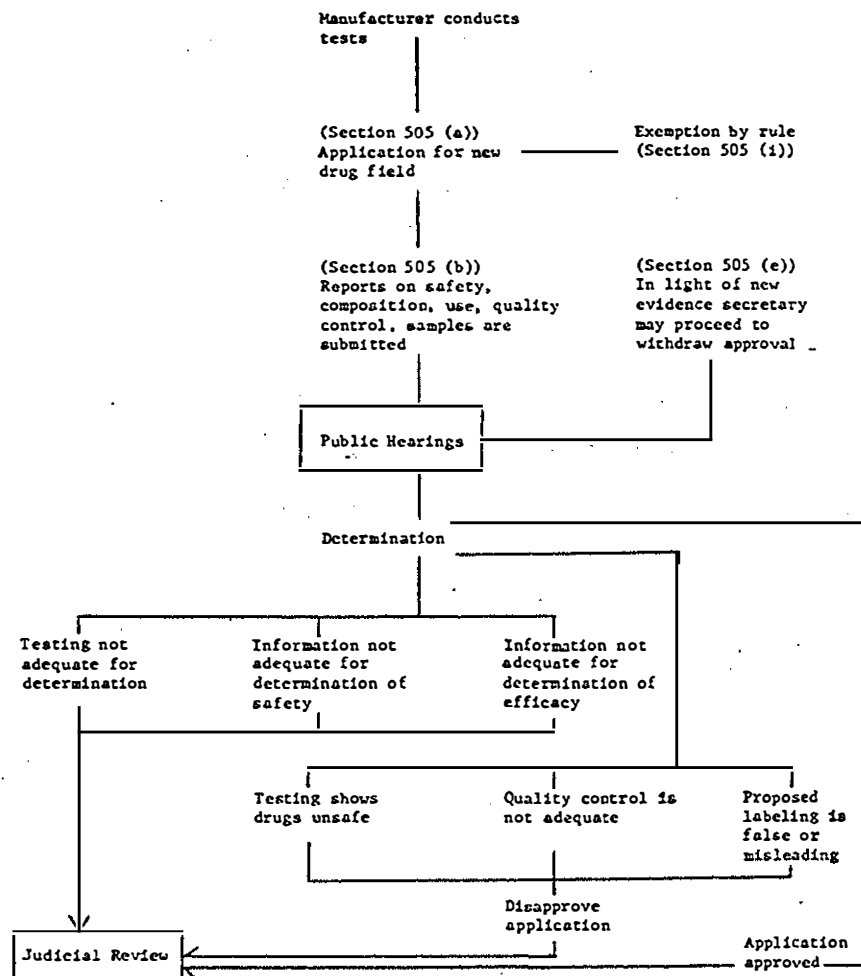 Manufacturer conducts
tests
(Section 505 (a))
Application for new
drug field
Exemption by rule
(Section 505 (i))
(Section 505 (b))
Reports on safety,
composition, use, quality
control, samples are
submitted
(Section 505 (e))
In light of new
evidence secretary
may proceed to
withdraw approval
Public Hearings
Determination
Testing not
adequate for
determination
Information not
adequate for
determination of
safety
Information not
adequate for
determination of
efficacy
Testing shows
drugs unsafe
Quality control is
not adequate
Proposed
labeling is
false or
misleading
Disapprove
application
Judicial Review
Application
approved